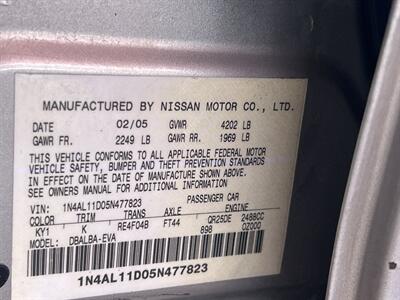 MANUFACTURED BY NISSAN MOTOR CO., LTD.
DATE 02/05 GVWR 4202 LB
GAWR FR. 2249 LB GAWR RR. 1969 LB
THIS VEHICLE CONFORMS TO ALL APPLICABLE FEDERAL MOTOR
VEHICLE SAFETY, BUMPER AND THEFT PREVENTION STANDARDS
IN EFFECT ON THE DATE OF MANUFACTURE SHOWN ABOVE.
SEE OWNERS MANUAL FOR ADDITIONAL INFORMATION
VIN: 1N4AL11D05N477823 PASSENGER CAR
COLOR TRIM TRANS AXLE ENGINE
KY1 K RE4F04B FT44 QR25DE 2488CC
MODEL: DBALBA-EVA 898 0Z000
1N4AL11D05N477823